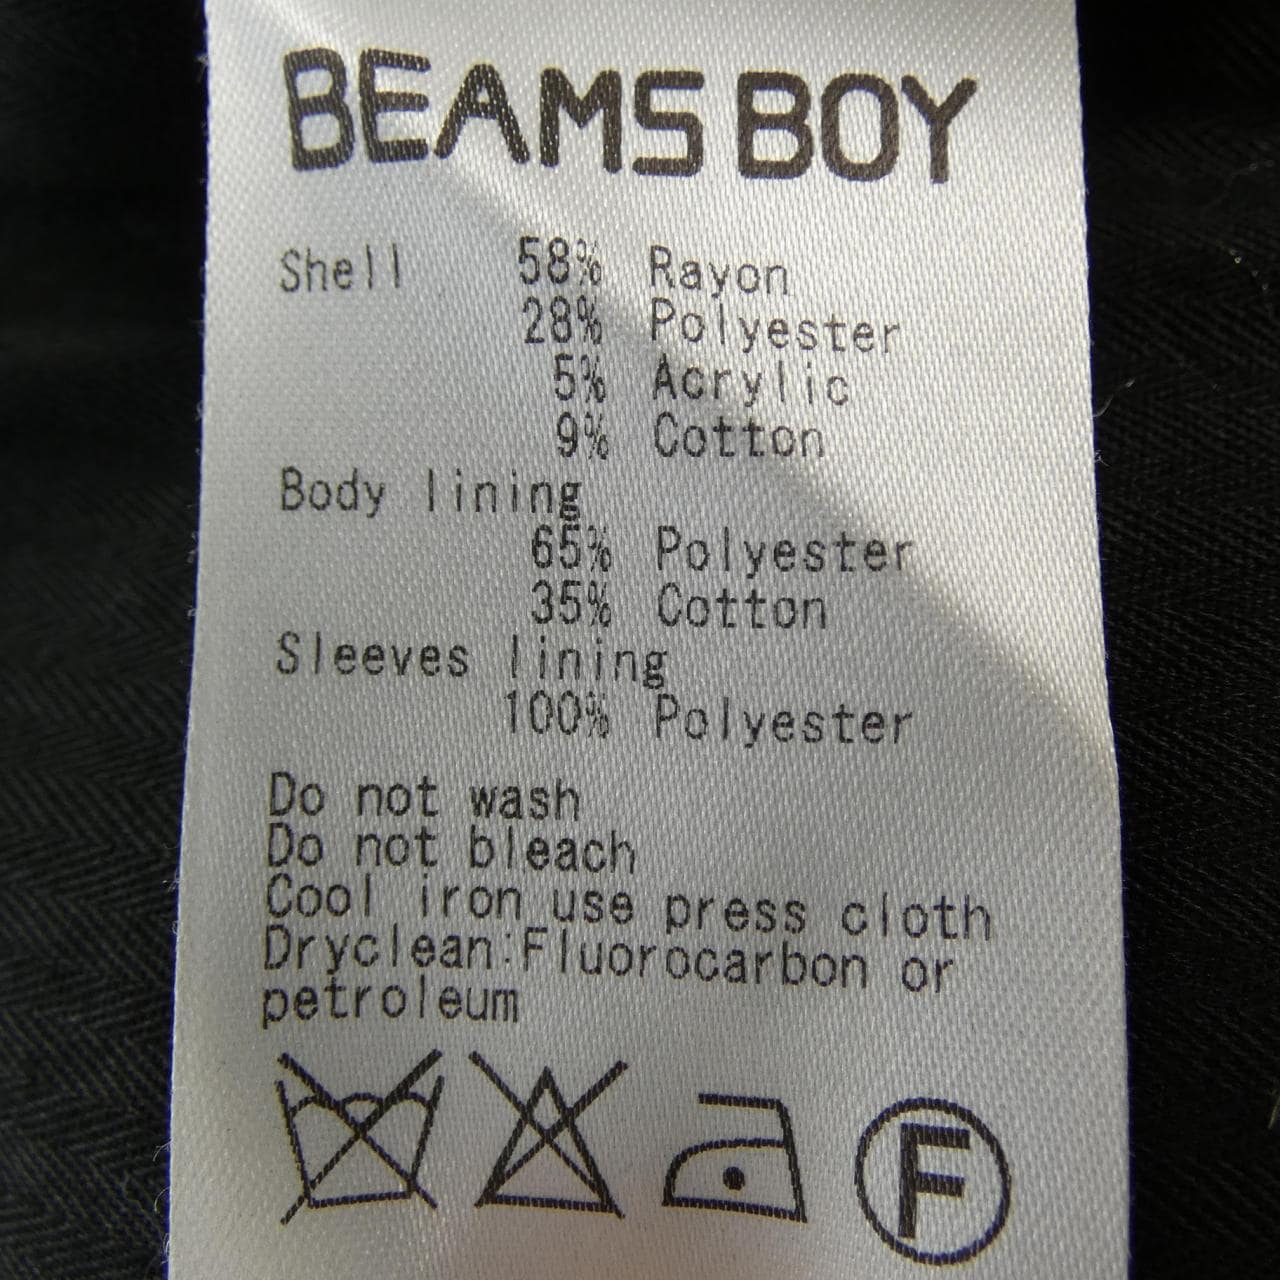 BEAMS BOY
Shell 58% Rayon
28% Polyester
5% Acrylic
9% Cotton
Body lining
65% Polyester
35% Cotton
Sleeves lining
100% Polyester
Do not wash
Do not bleach
Cool iron use press cloth
Dryclean:Fluorocarbon or
petroleum
F